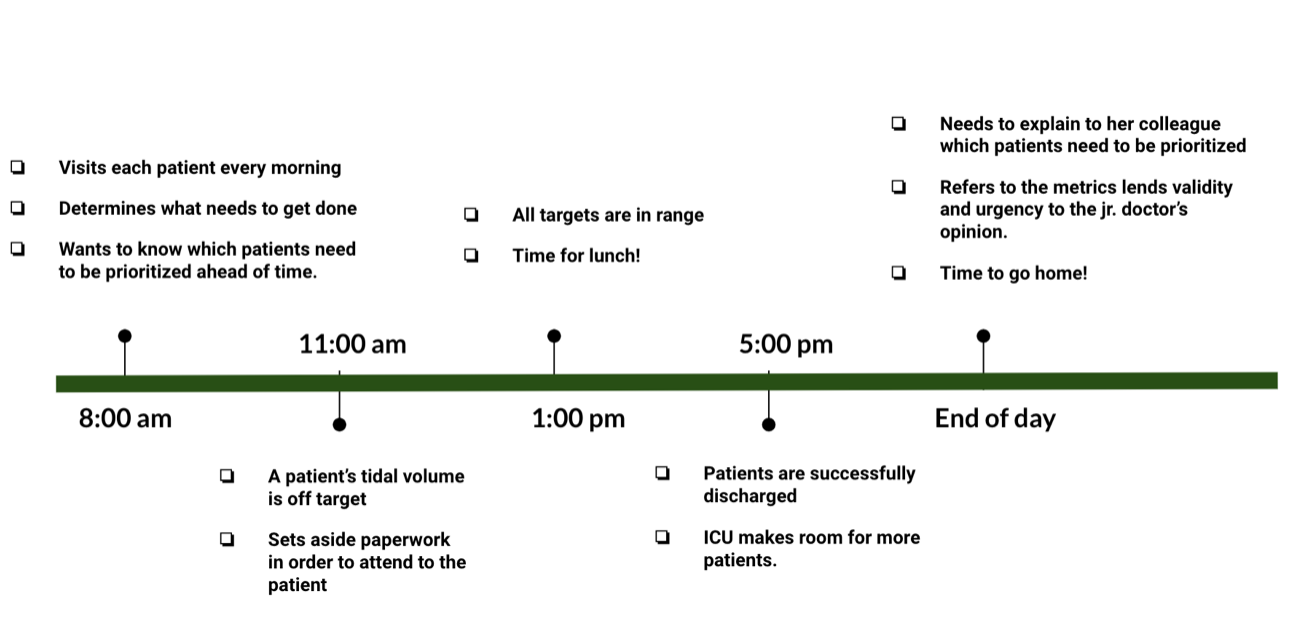 Visits each patient every morning
Determines what needs to get done
Wants to know which patients need
to be prioritized ahead of time.
8:00 am
11:00 am
A patient's tidal volume
is off target
Sets aside paperwork
in order to attend to the
patient
All targets are in range
Time for lunch!
1:00 pm
5:00 pm
Patients are successfully
discharged
ICU makes room for more
patients.
Needs to explain to her colleague
which patients need to be prioritized
Refers to the metrics lends validity
and urgency to the jr. doctor's
opinion.
Time to go home!
End of day